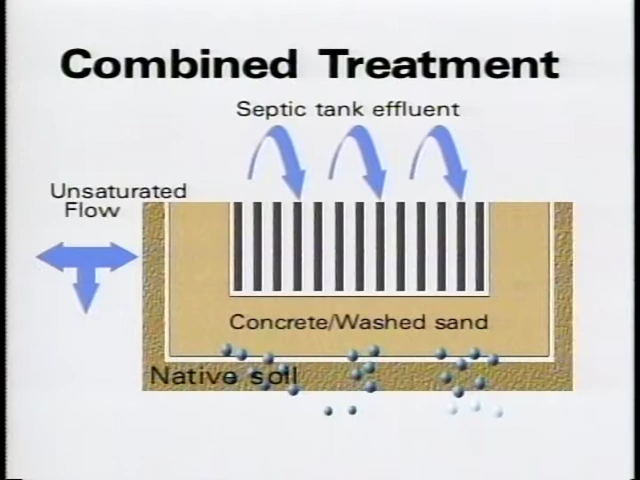 Combined Treatment
Septic tank effluent
Unsaturated
Flow
Concrete/Washed sand
Native soil